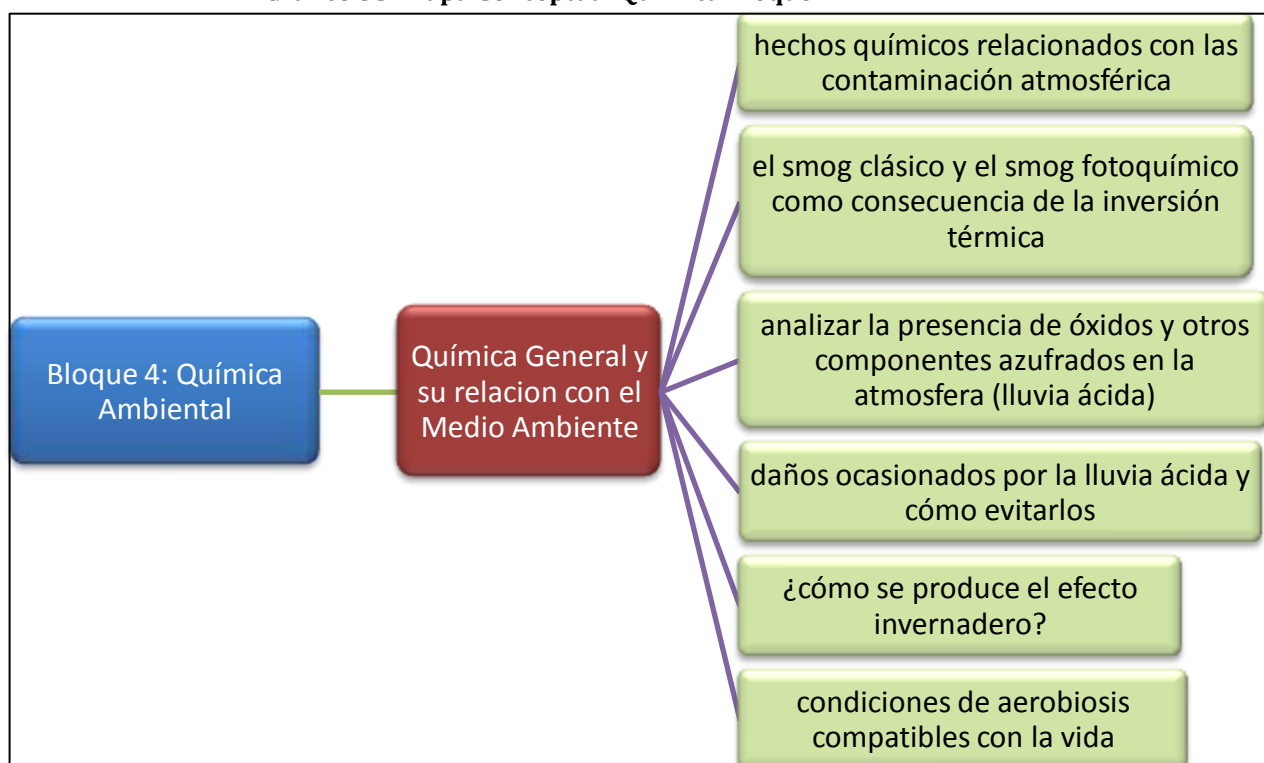 hechos químicos relacionados con las
contaminación atmosférica
el smog clásico y el smog fotoquímico
como consecuencia de la inversión
térmica
Bloque 4: Química
Ambiental
Química General y
su relacion con el
Medio Ambiente
analizar la presencia de óxidos y otros
componentes azufrados en la
atmosfera (lluvia ácida)
daños ocasionados por la lluvia ácida y
cómo evitarlos
¿cómo se produce el efecto
invernadero?
condiciones de aerobiosis
compatibles con la vida